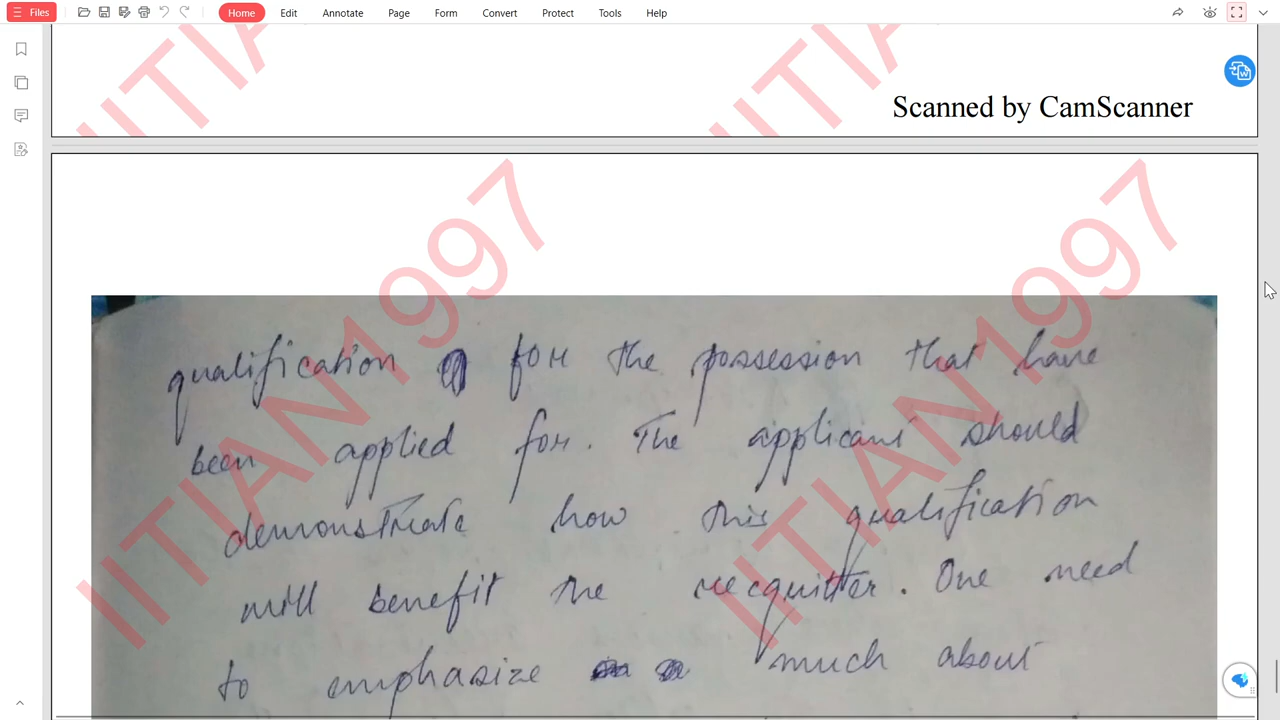 Files
Home Edit Annotate Page Form Convert Protect Tools Help
Scanned by CamScanner
IITIAN1997
IITIAN1997
qualification for the possession that have
been applied for. The applicant should
demonstrate how this qualification
will benefit the recquitter. One need
to emphasize much about